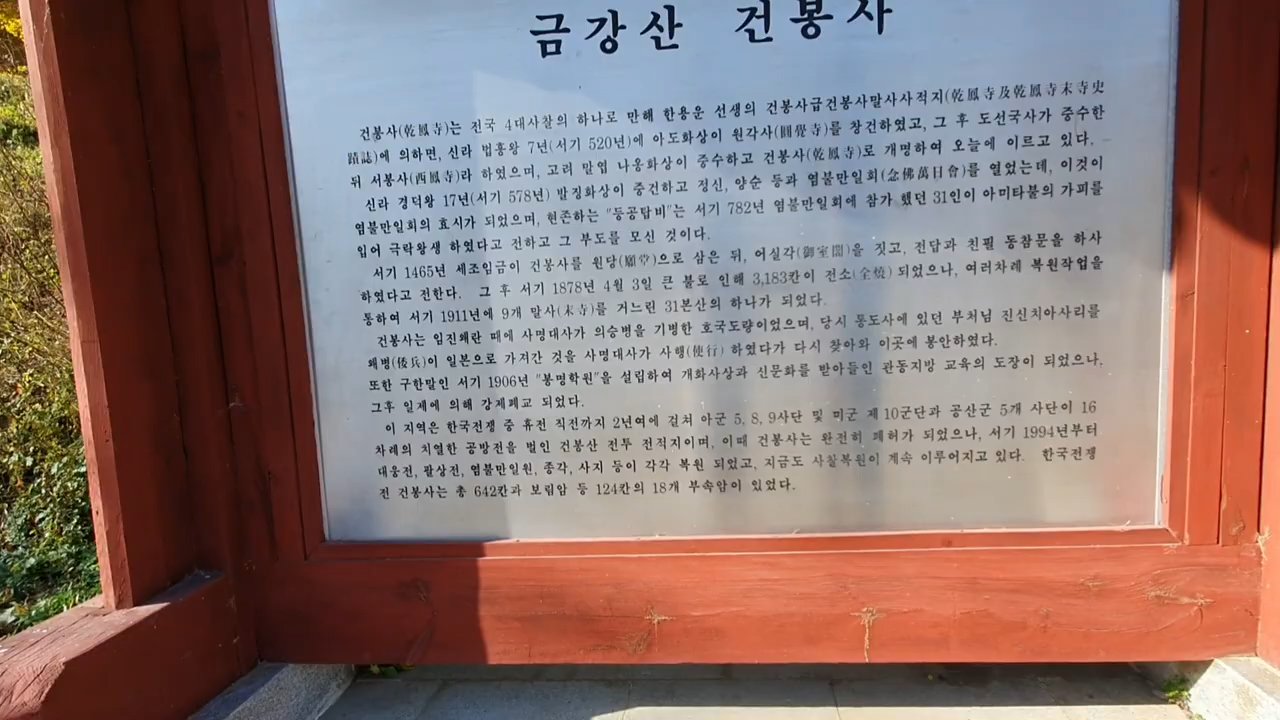 금강산 건봉사
건봉사(乾鳳寺)는 전국 4대사찰의 하나로 만해 한용운 선생의 건봉사급건봉사말사사적지(乾鳳寺及乾鳳寺末寺史
蹟誌)에 의하면, 신라 법흥왕 7년(서기 520년)에 아도화상이 원각사(圓覺寺)를 창건하였고, 그 후 도선국사가 중수한
뒤 서봉사(西鳳寺)라 하였으며, 고려 말엽 나옹화상이 중수하고 건봉사(乾鳳寺)로 개명하여 오늘에 이르고 있다.
신라 경덕왕 17년(서기 578년) 발징화상이 중건하고 정신, 양순 등과 염불만일회(念佛萬日會)를 열었는데, 이것이
염불만일회의 효시가 되었으며, 현존하는 "등공탑비"는 서기 782년 염불만일회에 참가 했던 31인이 아미타불의 가피를
입어 극락왕생 하였다고 전하고 그 부도를 모신 것이다.
서기 1465년 세조임금이 건봉사를 원당(願堂)으로 삼은 뒤, 어실각(御室閣)을 짓고, 전답과 친필 동참문을 하사
하였다고 전한다. 그 후 서기 1878년 4월 3일 큰 불로 인해 3,183칸이 전소(全燒) 되었으나, 여러차례 복원작업을
통하여 서기 1911년에 9개 말사(末寺)를 거느린 31본산의 하나가 되었다.
건봉사는 임진왜란 때에 사명대사가 의승병을 기병한 호국도량이었으며, 당시 통도사에 있던 부처님 진신치아사리를
왜병(倭兵)이 일본으로 가져간 것을 사명대사가 사행(使行) 하였다가 다시 찾아와 이곳에 봉안하였다.
또한 구한말인 서기 1906년 "봉명학원"을 설립하여 개화사상과 신문화를 받아들인 관동지방 교육의 도장이 되었으나,
그후 일제에 의해 강제폐교 되었다.
이 지역은 한국전쟁 중 휴전 직전까지 2년여에 걸쳐 아군 5, 8, 9사단 및 미군 제10군단과 공산군 5개 사단이 16
차례의 치열한 공방전을 벌인 건봉산 전투 전적지이며, 이때 건봉사는 완전히 폐허가 되었으나, 서기 1994년부터
대웅전, 팔상전, 염불만일원, 종각, 사지 등이 각각 복원 되었고, 지금도 사찰복원이 계속 이루어지고 있다. 한국전쟁
전 건봉사는 총 642칸과 보림암 등 124칸의 18개 부속암이 있었다.